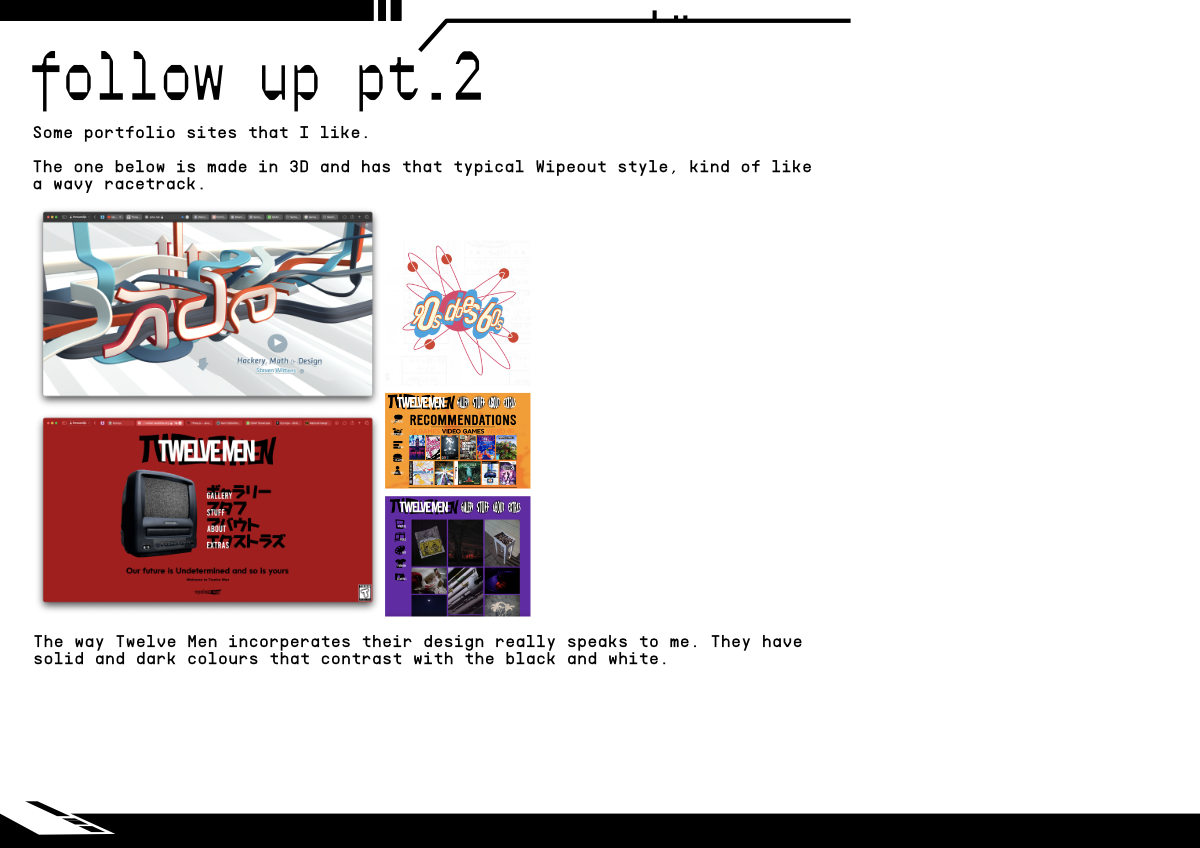 follow up pt.2
Some portfolio sites that I like.
The one below is made in 3D and has that typical Wipeout style, kind of like
a wavy racetrack.
Hackery, Math & Design
Steven Wittens
90s does 60s
TWELVE MEN
GALLERY
ギャラリー
STUFF
スタフ
ABOUT
アバウト
EXTRAS
エクストラズ
Our future is Undetermined and so is yours
Welcome to Twelve Men
TWELVE MEN
GALLERY STUFF ABOUT EXTRAS
RECOMMENDATIONS
VIDEO GAMES
TWELVE MEN
GALLERY STUFF ABOUT EXTRAS
The way Twelve Men incorperates their design really speaks to me. They have
solid and dark colours that contrast with the black and white.